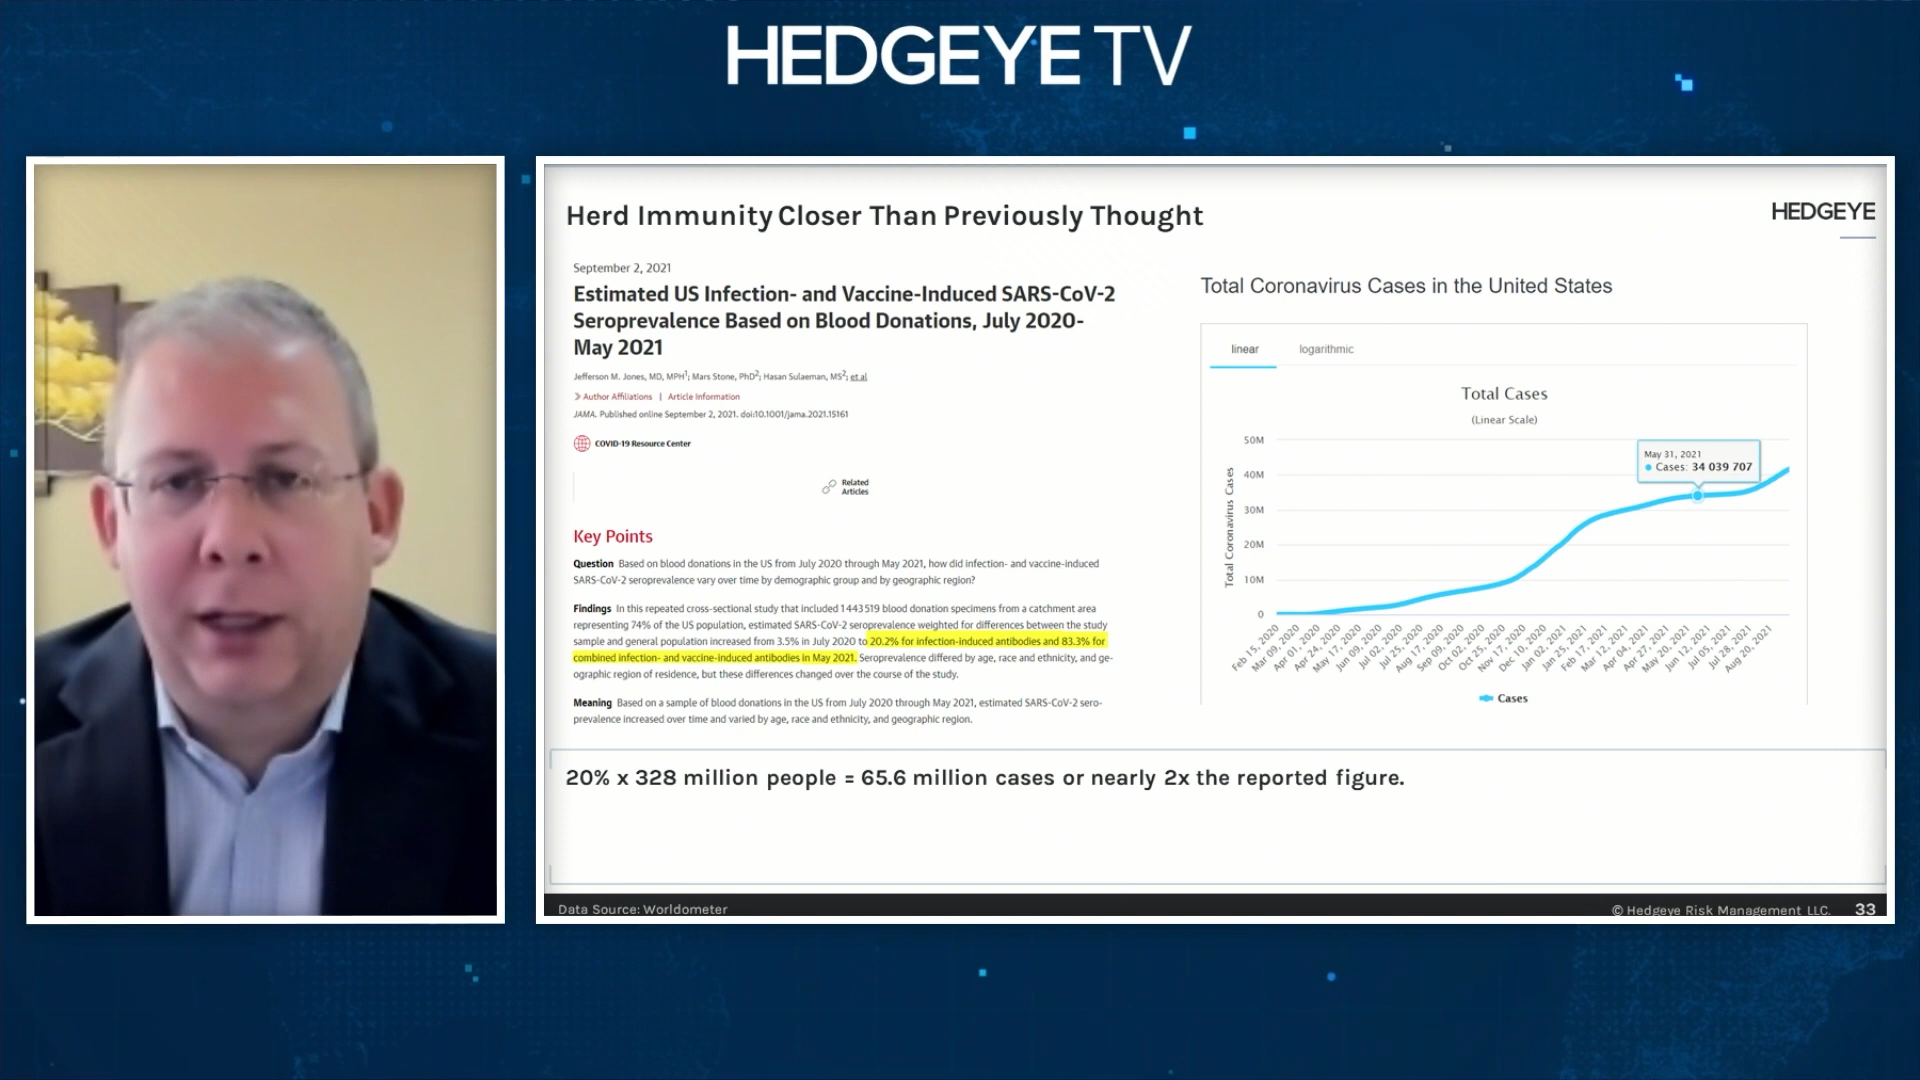 HEDGEYE TV
Herd Immunity Closer Than Previously Thought
HEDGEYE
September 2, 2021
Estimated US Infection- and Vaccine-Induced SARS-CoV-2
Seroprevalence Based on Blood Donations, July 2020-
May 2021
Jefferson M. Jones, MD, MPH1; Mars Stone, PhD2; Hasan Sulaeman, MS2; et al
Author Affiliations | Article Information
JAMA. Published online September 2, 2021. doi:10.1001/jama.2021.15161
COVID-19 Resource Center
Related
Articles
Key Points
Question Based on blood donations in the US from July 2020 through May 2021, how did infection- and vaccine-induced
SARS-CoV-2 seroprevalence vary over time by demographic group and by geographic region?
Findings In this repeated cross-sectional study that included 1 443 519 blood donation specimens from a catchment area
representing 74% of the US population, estimated SARS-CoV-2 seroprevalence weighted for differences between the study
sample and general population increased from 3.5% in July 2020 to 20.2% for infection-induced antibodies and 83.3% for
combined infection- and vaccine-induced antibodies in May 2021. Seroprevalence differed by age, race and ethnicity, and ge-
ographic region of residence, but these differences changed over the course of the study.
Meaning Based on a sample of blood donations in the US from July 2020 through May 2021, estimated SARS-CoV-2 sero-
prevalence increased over time and varied by age, race and ethnicity, and geographic region.
Total Coronavirus Cases in the United States
linear logarithmic
Total Cases
(Linear Scale)
Total Coronavirus Cases
50M
40M
30M
20M
10M
0
May 31, 2021
Cases: 34 039 707
Feb 15, 2020
Mar 09, 2020
Apr 01, 2020
Apr 24, 2020
May 17, 2020
Jun 09, 2020
Jul 02, 2020
Jul 25, 2020
Aug 17, 2020
Sep 09, 2020
Oct 02, 2020
Oct 25, 2020
Nov 17, 2020
Dec 10, 2020
Jan 02, 2021
Jan 25, 2021
Feb 17, 2021
Mar 12, 2021
Apr 04, 2021
Apr 27, 2021
May 20, 2021
Jun 12, 2021
Jul 05, 2021
Jul 28, 2021
Aug 20, 2021
Cases
20% x 328 million people = 65.6 million cases or nearly 2x the reported figure.
Data Source: Worldometer
© Hedgeye Risk Management LLC. 33